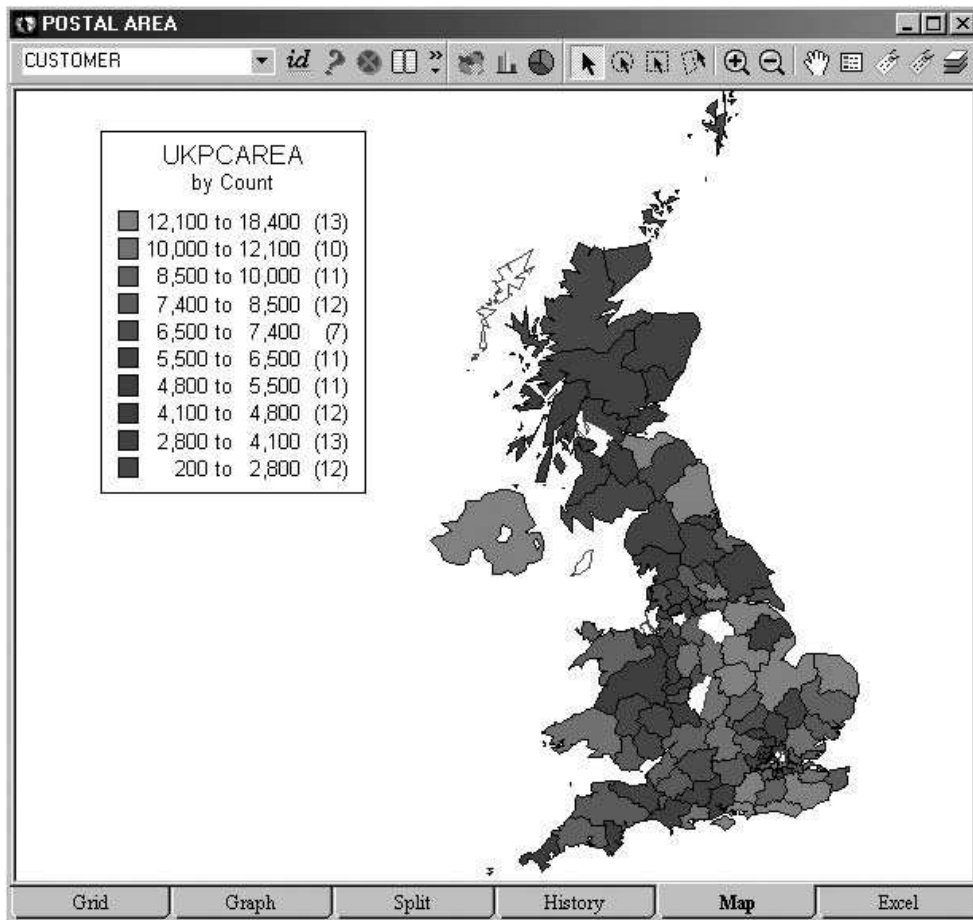 POSTAL AREA
CUSTOMER id ? »
UKPCAREA
by Count
12,100 to 18,400 (13)
10,000 to 12,100 (10)
8,500 to 10,000 (11)
7,400 to 8,500 (12)
6,500 to 7,400 (7)
5,500 to 6,500 (11)
4,800 to 5,500 (11)
4,100 to 4,800 (12)
2,800 to 4,100 (13)
200 to 2,800 (12)
Grid Graph Split History Map Excel